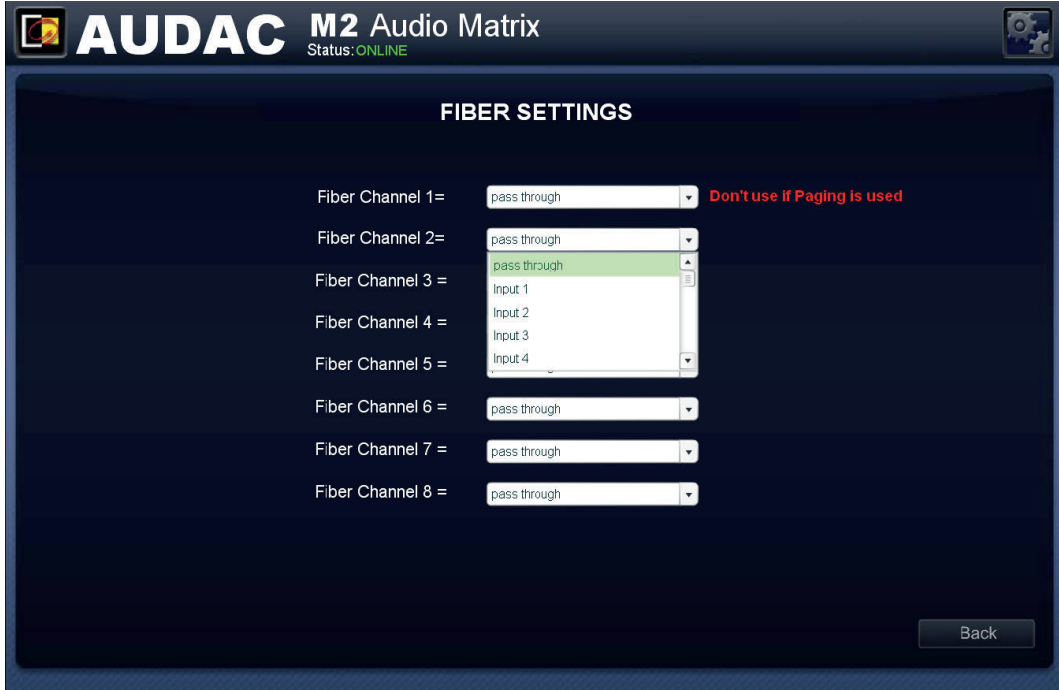 AUDAC M2 Audio Matrix
Status:ONLINE
FIBER SETTINGS
Fiber Channel 1= pass through Don't use if Paging is used
Fiber Channel 2= pass through
pass through
Fiber Channel 3 = Input 1
Input 2
Fiber Channel 4 = Input 3
Input 4
Fiber Channel 5 =
Fiber Channel 6 = pass through
Fiber Channel 7 = pass through
Fiber Channel 8 = pass through
Back